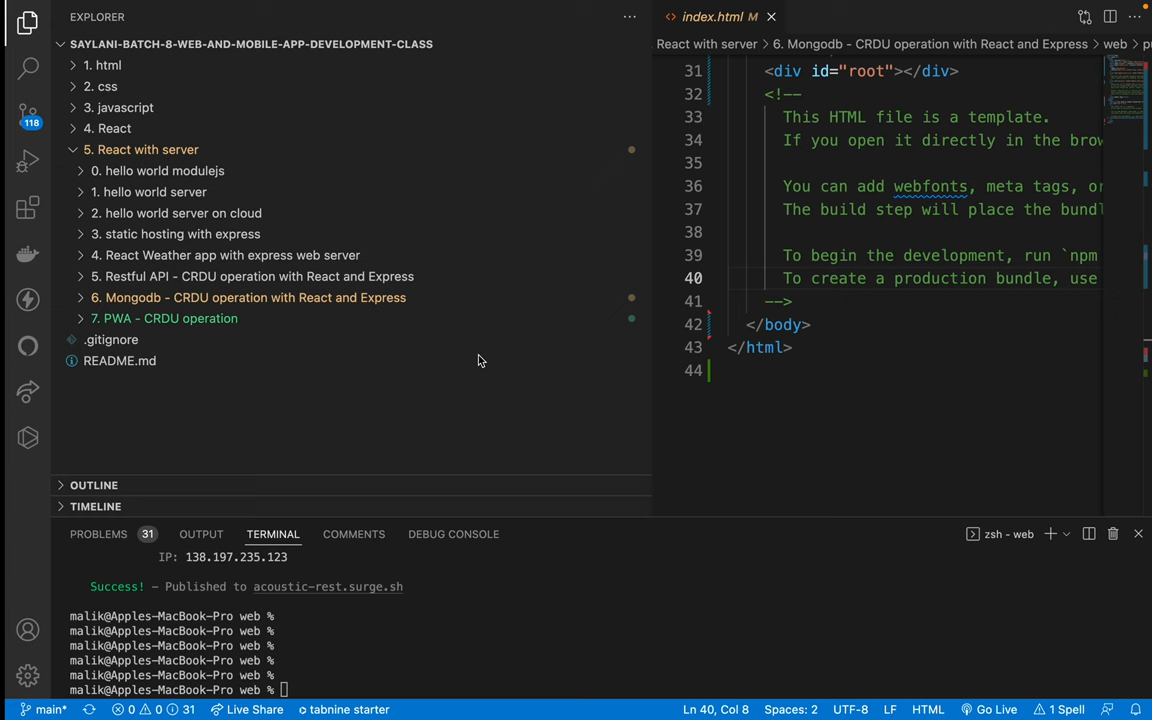 EXPLORER
SAYLANI-BATCH-8-WEB-AND-MOBILE-APP-DEVELOPMENT-CLASS
1. html
2. css
3. javascript
4. React
5. React with server
0. hello world modulejs
1. hello world server
2. hello world server on cloud
3. static hosting with express
4. React Weather app with express web server
5. Restful API - CRDU operation with React and Express
6. Mongodb - CRDU operation with React and Express
7. PWA - CRDU operation
.gitignore
README.md
118
OUTLINE
TIMELINE
index.html M
React with server > 6. Mongodb - CRDU operation with React and Express > web >
31 <div id="root"></div>
32 <!--
33 This HTML file is a template.
34 If you open it directly in the
35
36 You can add webfonts, meta tags,
37 The build step will place the
38
39 To begin the development, run `npm
40 To create a production bundle, use
41 -->
42 </body>
43 </html>
44
PROBLEMS 31 OUTPUT TERMINAL COMMENTS DEBUG CONSOLE
zsh - web
IP: 138.197.235.123
Success! - Published to acoustic-rest.surge.sh
malik@Apples-MacBook-Pro web %
malik@Apples-MacBook-Pro web %
malik@Apples-MacBook-Pro web %
malik@Apples-MacBook-Pro web %
malik@Apples-MacBook-Pro web %
malik@Apples-MacBook-Pro web %
main* 0 0 31 Live Share tabnine starter Ln 40, Col 8 Spaces: 2 UTF-8 LF HTML Go Live 1 Spell